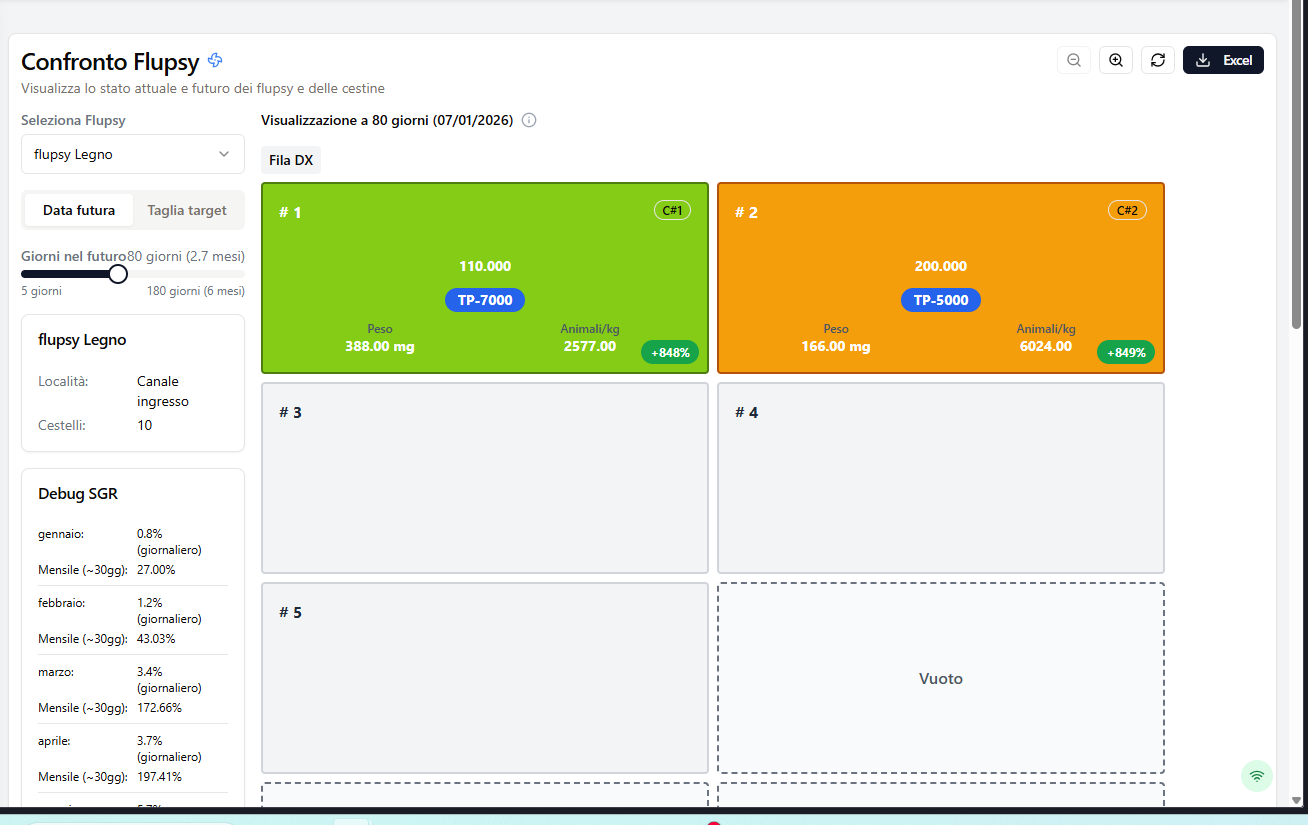 Confronto Flupsy
Visualizza lo stato attuale e futuro dei flupsy e delle cestine
Excel
Seleziona Flupsy
flupsy Legno
Data futura
Taglia target
Giorni nel futuro
80 giorni (2.7 mesi)
5 giorni
180 giorni (6 mesi)
flupsy Legno
Località:
Canale
ingresso
Cestelli:
10
Debug SGR
gennaio:
0.8%
(giornaliero)
Mensile (~30gg):
27.00%
febbraio:
1.2%
(giornaliero)
Mensile (~30gg):
43.03%
marzo:
3.4%
(giornaliero)
Mensile (~30gg):
172.66%
aprile:
3.7%
(giornaliero)
Mensile (~30gg):
197.41%
Visualizzazione a 80 giorni (07/01/2026)
Fila DX
# 1
C#1
110.000
TP-7000
Peso
388.00 mg
Animali/kg
2577.00
+848%
# 2
C#2
200.000
TP-5000
Peso
166.00 mg
Animali/kg
6024.00
+849%
# 3
# 4
# 5
Vuoto